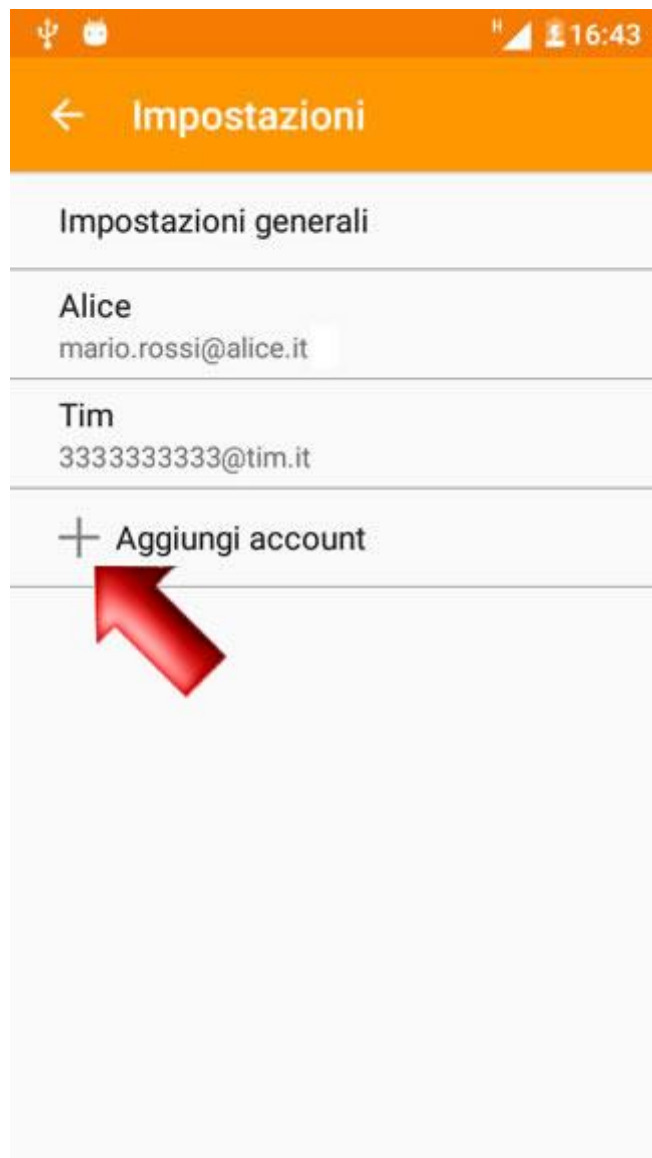 H 16:43
Impostazioni
Impostazioni generali
Alice
mario.rossi@alice.it
Tim
3333333333@tim.it
Aggiungi account